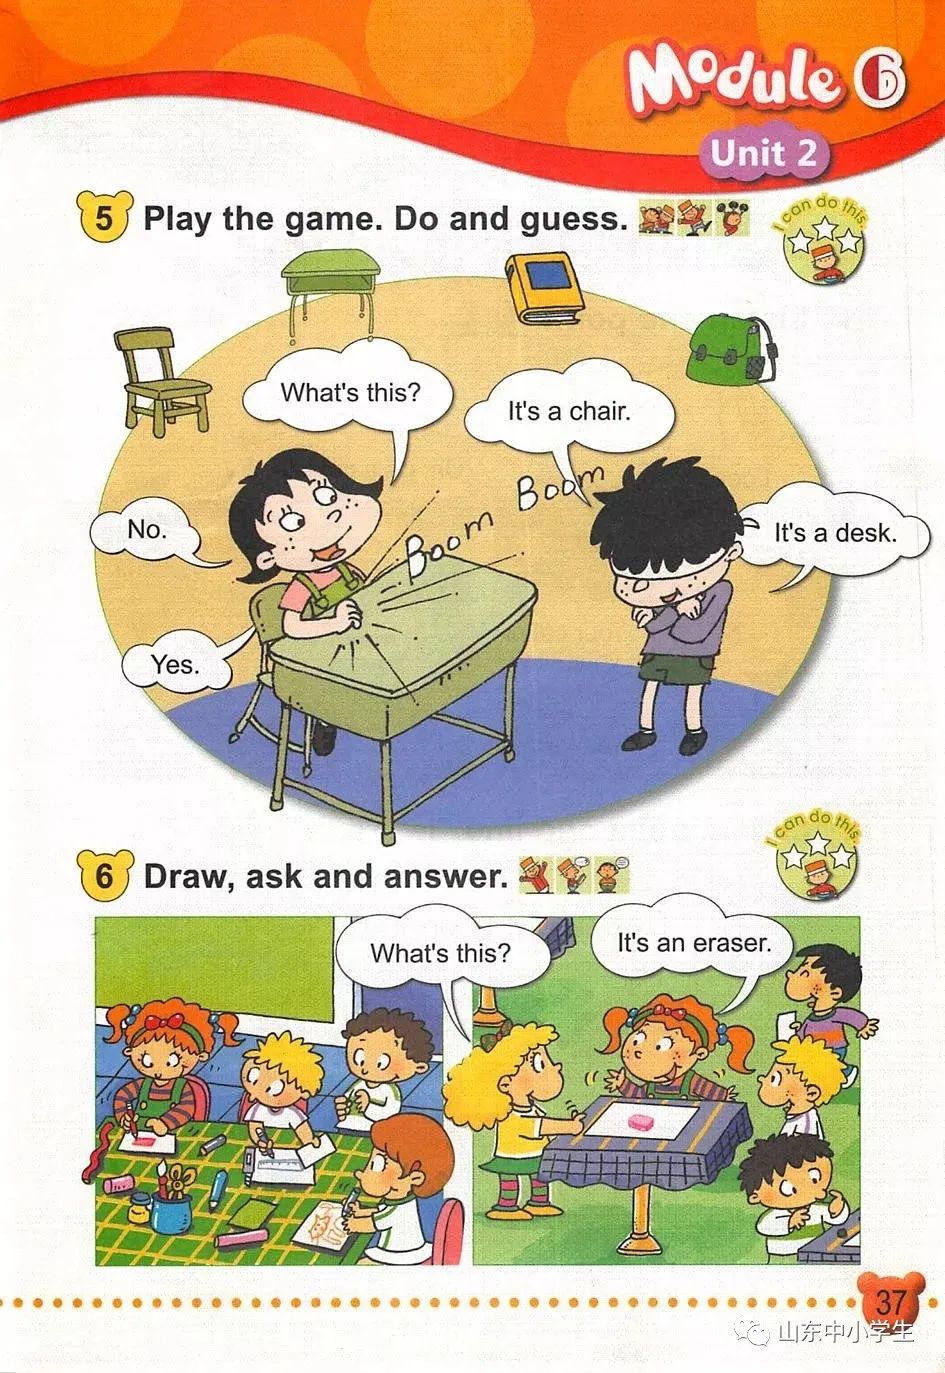 Module 6
Unit 2
5 Play the game. Do and guess.
I can do this.
What's this?
It's a chair.
Boom Boom
No.
It's a desk.
Yes.
6 Draw, ask and answer.
I can do this.
What's this?
It's an eraser.
37
山东中小学生